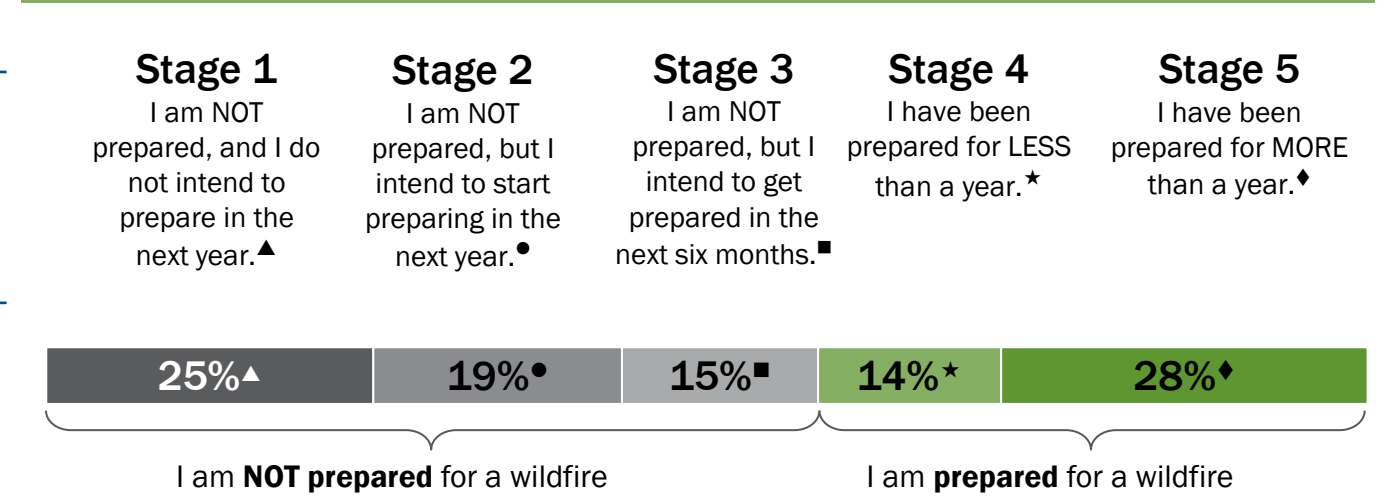 Stage 1
I am NOT
prepared, and I do
not intend to
prepare in the
next year.▲
Stage 2
I am NOT
prepared, but I
intend to start
preparing in the
next year.●
Stage 3
I am NOT
prepared, but I
intend to get
prepared in the
next six months.■
Stage 4
I have been
prepared for LESS
than a year.★
Stage 5
I have been
prepared for MORE
than a year.♦
25%▲
19%●
15%■
14%★
28%♦
I am NOT prepared for a wildfire
I am prepared for a wildfire